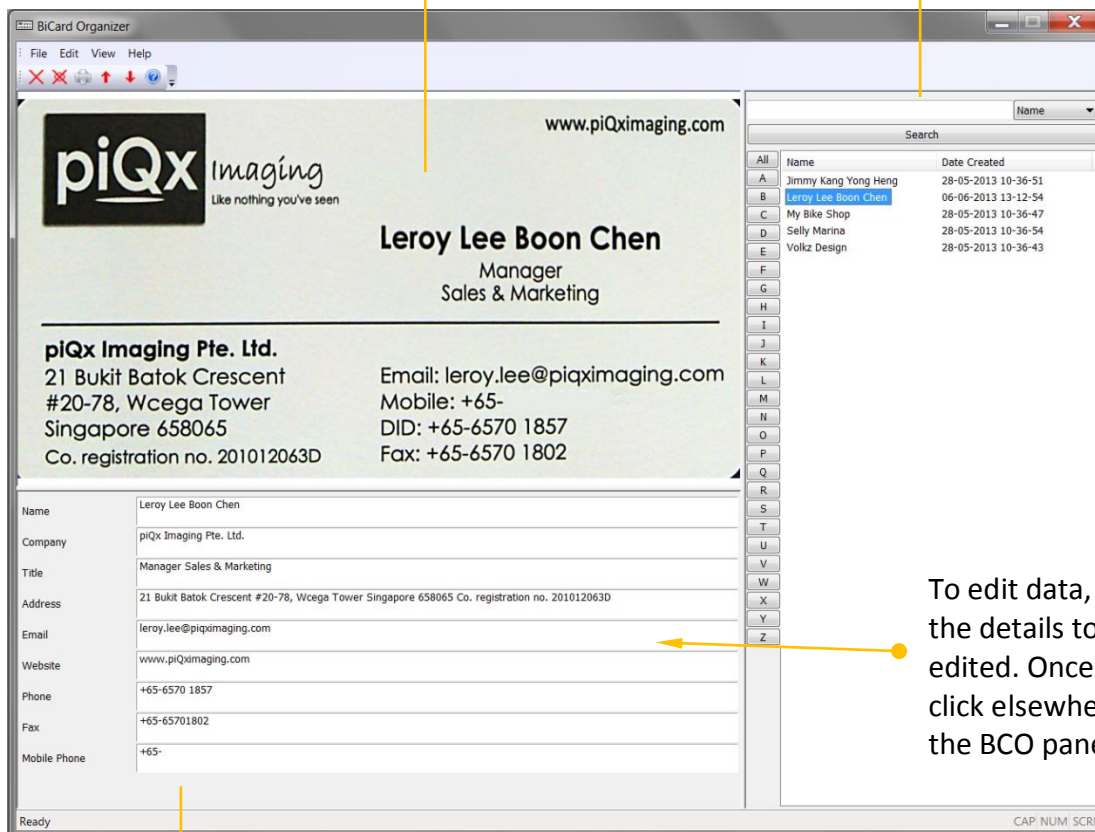 BiCard Organizer
File Edit View Help
piQx Imaging
Like nothing you've seen
www.piQximaging.com
Leroy Lee Boon Chen
Manager
Sales & Marketing
piQx Imaging Pte. Ltd.
21 Bukit Batok Crescent
#20-78, Wcega Tower
Singapore 658065
Co. registration no. 201012063D
Email: leroy.lee@piqximaging.com
Mobile: +65-
DID: +65-6570 1857
Fax: +65-6570 1802
Name Leroy Lee Boon Chen
Company piQx Imaging Pte. Ltd.
Title Manager Sales & Marketing
Address 21 Bukit Batok Crescent #20-78, Wcega Tower Singapore 658065 Co. registration no. 201012063D
Email leroy.lee@piqximaging.com
Website www.piQximaging.com
Phone +65-6570 1857
Fax +65-65701802
Mobile Phone +65-
Ready
Name
Search
All
A
B
C
D
E
F
G
H
I
J
K
L
M
N
O
P
Q
R
S
T
U
V
W
X
Y
Z
Name Date Created
Jimmy Kang Yong Heng 28-05-2013 10-36-51
Leroy Lee Boon Chen 06-06-2013 13-12-54
My Bike Shop 28-05-2013 10-36-47
Selly Marina 28-05-2013 10-36-54
Volkz Design 28-05-2013 10-36-43
To edit data,
the details to
edited. Once
click elsewhe
the BCO pane
CAP NUM SCR